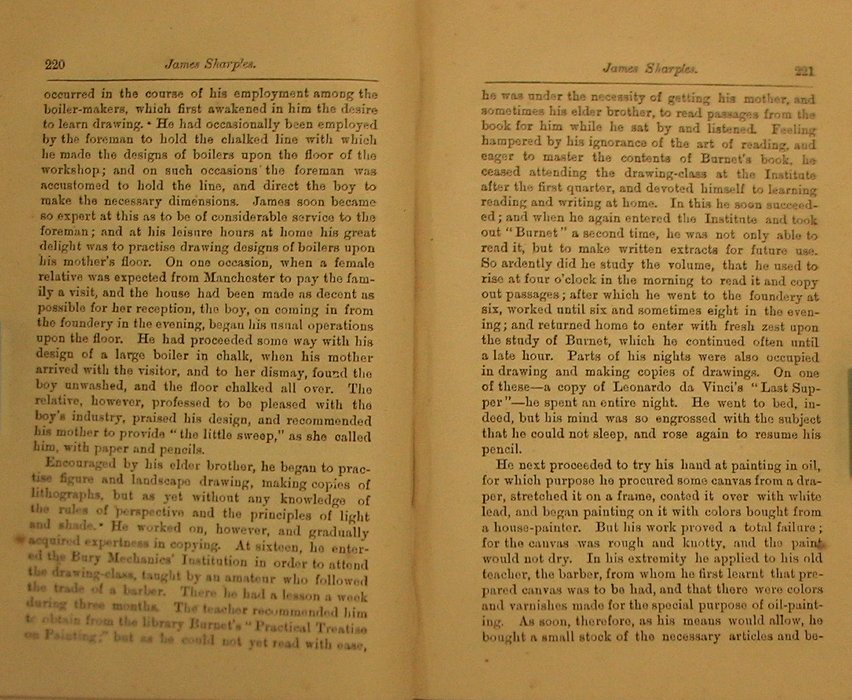 220
James Sharples.
occurred in the course of his employment among the
boiler-makers, which first awakened in him the desire
to learn drawing. He had occasionally been employed
by the foreman to hold the chalked line with which
he made the designs of boilers upon the floor of the
workshop; and on such occasions the foreman was
accustomed to hold the line, and direct the boy to
make the necessary dimensions. James soon became
so expert at this as to be of considerable service to the
foreman; and at his leisure hours at home his great
delight was to practise drawing designs of boilers upon
his mother's floor. On one occasion, when a female
relative was expected from Manchester to pay the fam-
ily a visit, and the house had been made as decent as
possible for her reception, the boy, on coming in from
the foundery in the evening, began his usual operations
upon the floor. He had proceeded some way with his
design of a large boiler in chalk, when his mother
arrived with the visitor, and to her dismay, found the
boy unwashed, and the floor chalked all over. The
relative, however, professed to be pleased with the
boy's industry, praised his design, and recommended
his mother to provide "the little sweep," as she called
him, with paper and pencils.
Encouraged by his elder brother, he began to prac-
tise figure and landscape drawing, making copies of
lithographs, but as yet without any knowledge of
the rules of perspective and the principles of light
and shade. He worked on, however, and gradually
acquired expertness in copying. At sixteen, he enter-
ed the Bury Mechanics' Institution in order to attend
the drawing-class, taught by an amateur who followed
the trade of a barber. There he had a lesson a week
during three months. The teacher recommended him
to obtain from the library Burnet's "Practical Treatise
on Painting;" but as he could not yet read with ease,
James Sharples.
221
he was under the necessity of getting his mother, and
sometimes his elder brother, to read passages from the
book for him while he sat by and listened. Feeling
hampered by his ignorance of the art of reading, and
eager to master the contents of Burnet's book, he
ceased attending the drawing-class at the Institute
after the first quarter, and devoted himself to learning
reading and writing at home. In this he soon succeed-
ed; and when he again entered the Institute and took
out "Burnet" a second time, he was not only able to
read it, but to make written extracts for future use.
So ardently did he study the volume, that he used to
rise at four o'clock in the morning to read it and copy
out passages; after which he went to the foundery at
six, worked until six and sometimes eight in the even-
ing; and returned home to enter with fresh zest upon
the study of Burnet, which he continued often until
a late hour. Parts of his nights were also occupied
in drawing and making copies of drawings. On one
of these—a copy of Leonardo da Vinci's "Last Sup-
per"—he spent an entire night. He went to bed, in-
deed, but his mind was so engrossed with the subject
that he could not sleep, and rose again to resume his
pencil.
He next proceeded to try his hand at painting in oil,
for which purpose he procured some canvas from a dra-
per, stretched it on a frame, coated it over with white
lead, and began painting on it with colors bought from
a house-painter. But his work proved a total failure;
for the canvas was rough and knotty, and the paint
would not dry. In his extremity he applied to his old
teacher, the barber, from whom he first learnt that pre-
pared canvas was to be had, and that there were colors
and varnishes made for the special purpose of oil-paint-
ing. As soon, therefore, as his means would allow, he
bought a small stock of the necessary articles and be-